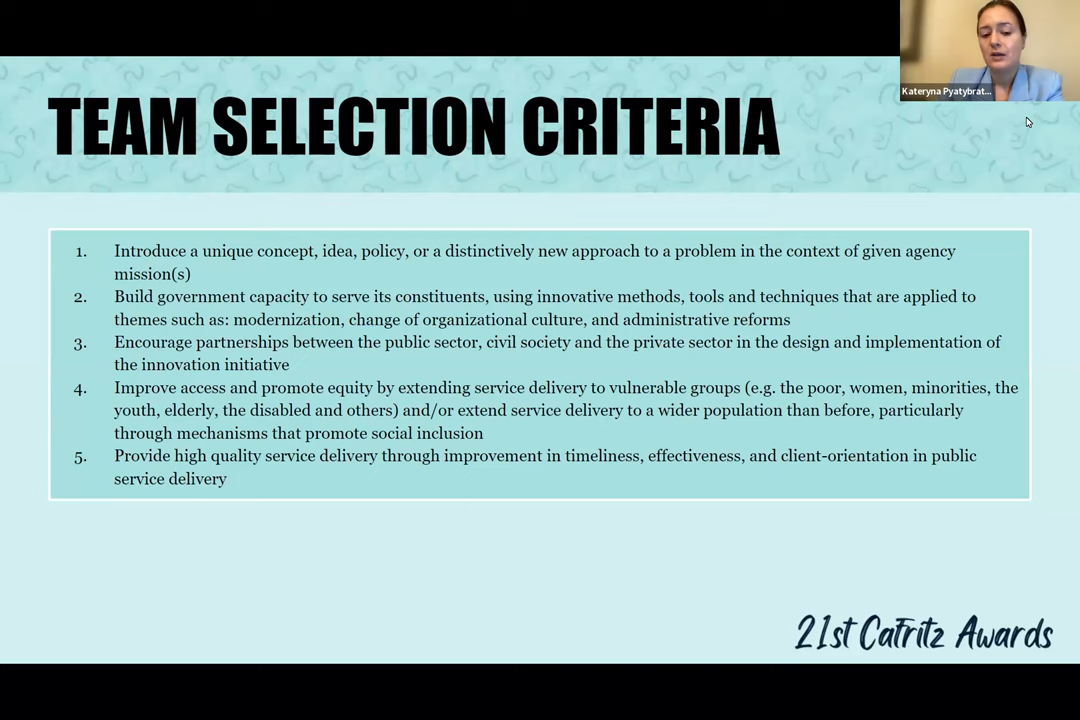 Kateryna Pyatybrat...
TEAM SELECTION CRITERIA
1. Introduce a unique concept, idea, policy, or a distinctively new approach to a problem in the context of given agency
mission(s)
2. Build government capacity to serve its constituents, using innovative methods, tools and techniques that are applied to
themes such as: modernization, change of organizational culture, and administrative reforms
3. Encourage partnerships between the public sector, civil society and the private sector in the design and implementation of
the innovation initiative
4. Improve access and promote equity by extending service delivery to vulnerable groups (e.g. the poor, women, minorities, the
youth, elderly, the disabled and others) and/or extend service delivery to a wider population than before, particularly
through mechanisms that promote social inclusion
5. Provide high quality service delivery through improvement in timeliness, effectiveness, and client-orientation in public
service delivery
21st Cafritz Awards